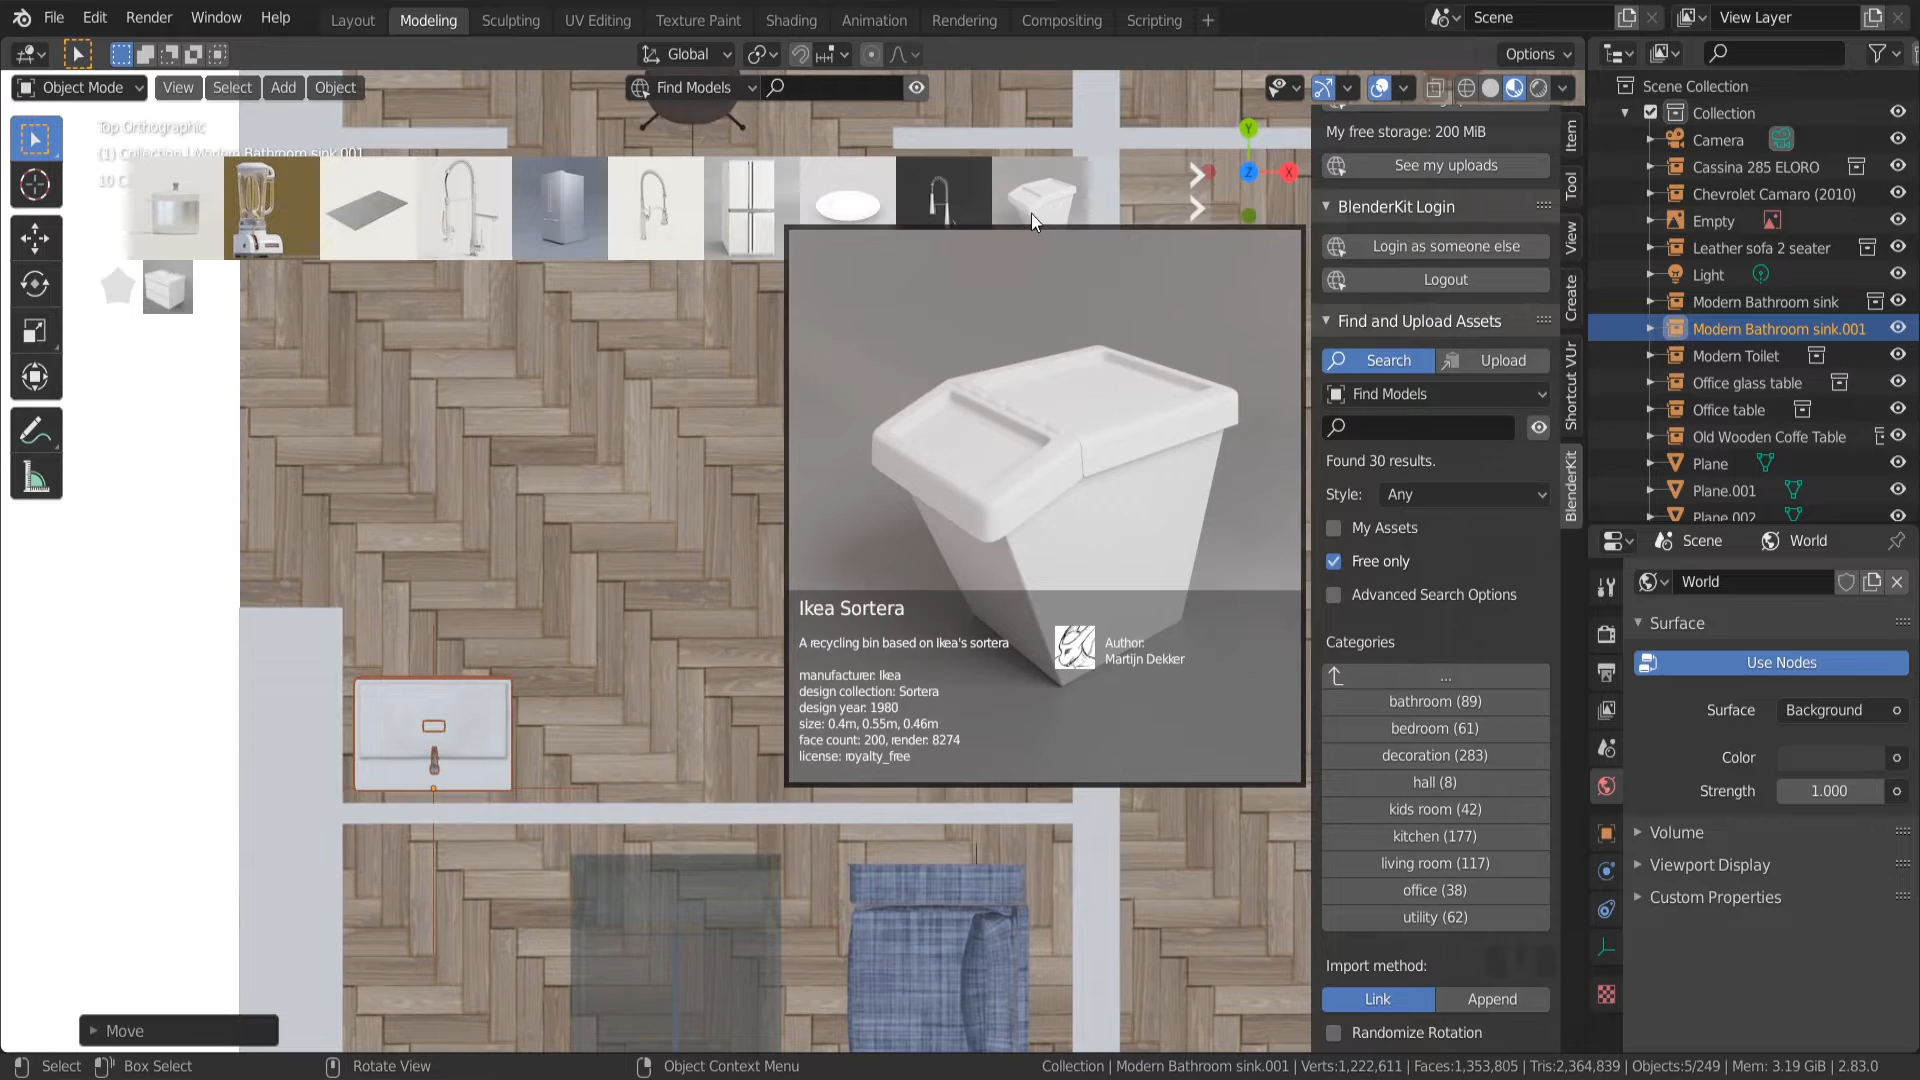 File Edit Render Window Help Layout Modeling Sculpting UV Editing Texture Paint Shading Animation Rendering Compositing Scripting + Scene View Layer
Global Options
Object Mode View Select Add Object Find Models
Top Orthographic
(1) Collection | Modern Bathroom sink.001
X
Y
Z
My free storage: 200 MiB
See my uploads
BlenderKit Login
Login as someone else
Logout
Find and Upload Assets
Search Upload
Find Models
Found 30 results.
Style: Any
My Assets
Free only
Advanced Search Options
Categories
...
bathroom (89)
bedroom (61)
decoration (283)
hall (8)
kids room (42)
kitchen (177)
living room (117)
office (38)
utility (62)
Import method:
Link Append
Randomize Rotation
Item
Tool
View
Create
Shortcut VUr
BlenderKit
Ikea Sortera
A recycling bin based on Ikea's sortera
manufacturer: Ikea
design collection: Sortera
design year: 1980
size: 0.4m, 0.55m, 0.46m
face count: 200, render: 8274
license: royalty_free
Author:
Martijn Dekker
Scene Collection
Collection
Camera
Cassina 285 ELORO
Chevrolet Camaro (2010)
Empty
Leather sofa 2 seater
Light
Modern Bathroom sink
Modern Bathroom sink.001
Modern Toilet
Office glass table
Office table
Old Wooden Coffe Table
Plane
Plane.001
Plane.002
Scene World
World
Surface
Use Nodes
Surface Background
Color
Strength 1.000
Volume
Viewport Display
Custom Properties
Move
Select Box Select Rotate View Object Context Menu
Collection | Modern Bathroom sink.001 | Verts:1,222,611 | Faces:1,353,805 | Tris:2,364,839 | Objects:5/249 | Mem: 3.19 GiB | 2.83.0